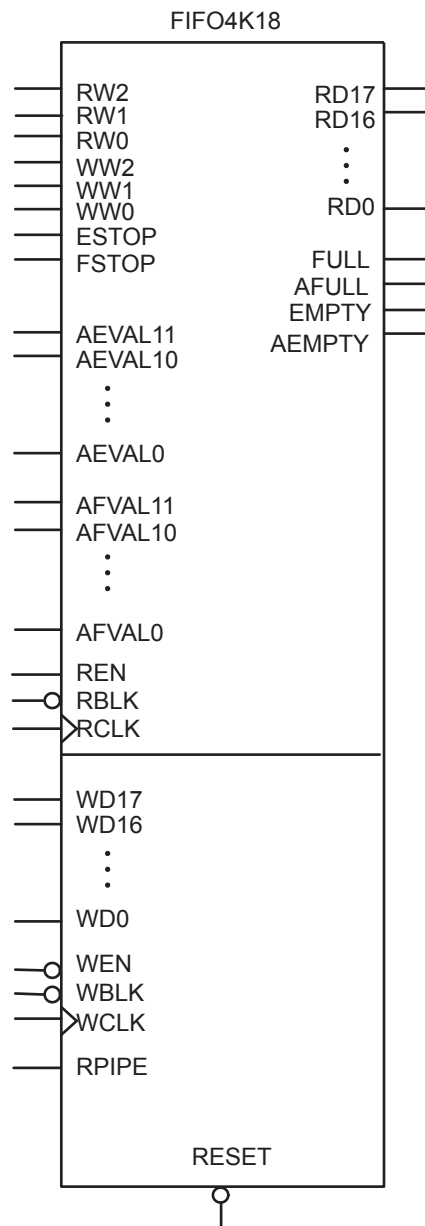 FIFO4K18
RW2
RW1
RW0
WW2
WW1
WW0
ESTOP
FSTOP
AEVAL11
AEVAL10
AEVAL0
AFVAL11
AFVAL10
AFVAL0
REN
RBLK
RCLK
RD17
RD16
RD0
FULL
AFULL
EMPTY
AEMPTY
WD17
WD16
WD0
WEN
WBLK
WCLK
RPIPE
RESET